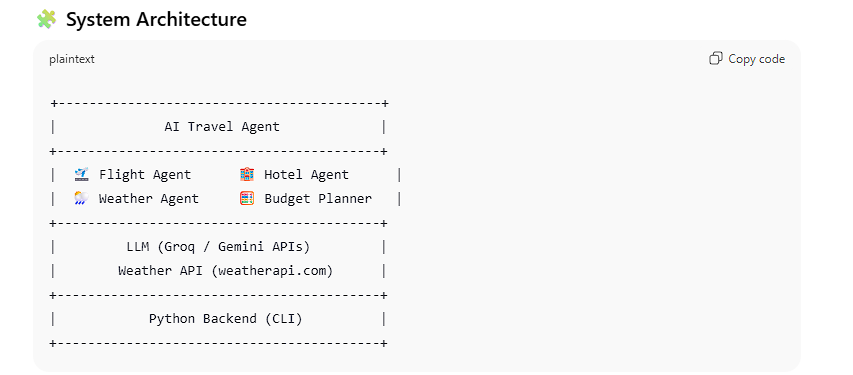 🧩 System Architecture
plaintext Copy code
+------------------------------------------+
|              AI Travel Agent             |
+------------------------------------------+
|  🛫 Flight Agent      🏨 Hotel Agent      |
|  🌦 Weather Agent     🧮 Budget Planner   |
+------------------------------------------+
|         LLM (Groq / Gemini APIs)         |
|        Weather API (weatherapi.com)      |
+------------------------------------------+
|            Python Backend (CLI)          |
+------------------------------------------+